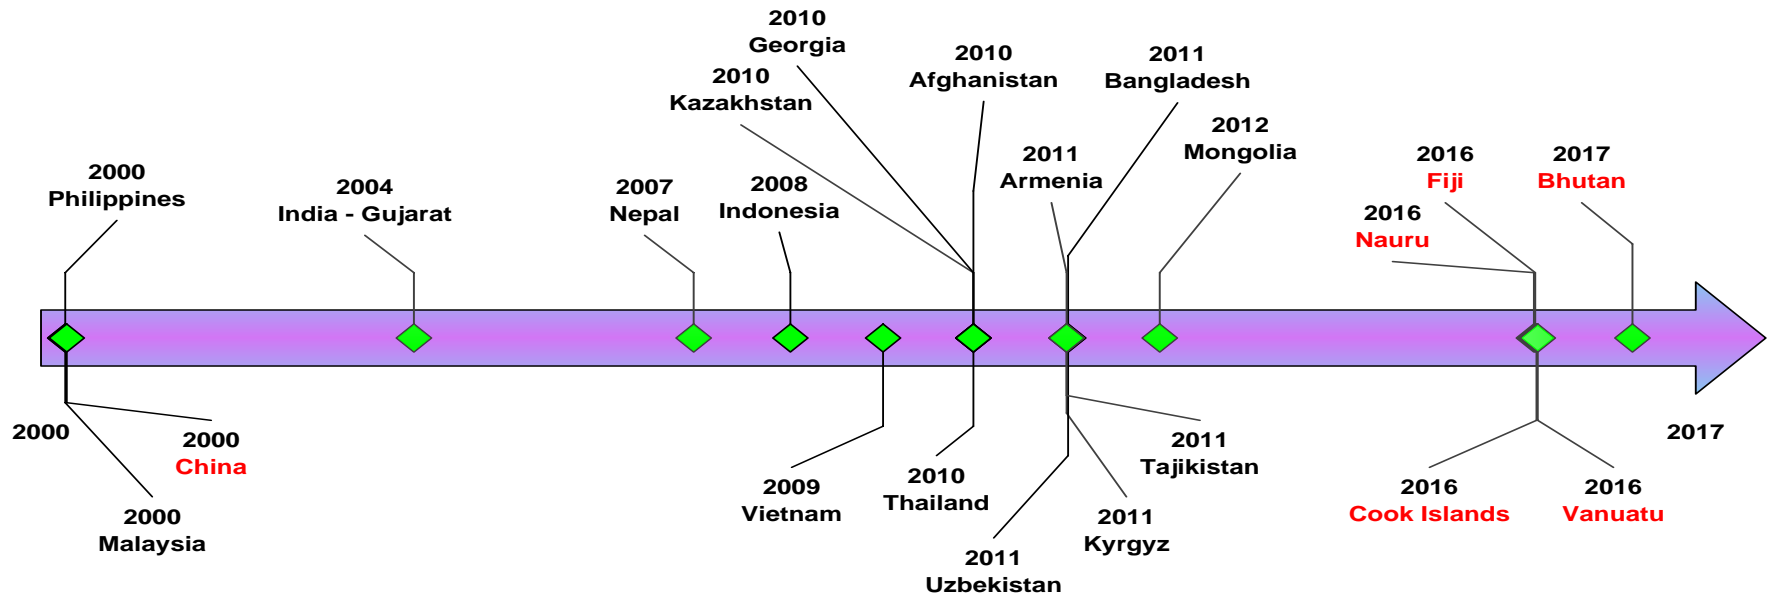 2010
Georgia
2010
Kazakhstan
2010
Afghanistan
2011
Bangladesh
2000
Philippines
2004
India - Gujarat
2007
Nepal
2008
Indonesia
2011
Armenia
2012
Mongolia
2016
Fiji
2016
Nauru
2017
Bhutan
2000
2000
China
2000
Malaysia
2009
Vietnam
2010
Thailand
2011
Uzbekistan
2011
Kyrgyz
2011
Tajikistan
2016
Cook Islands
2016
Vanuatu
2017